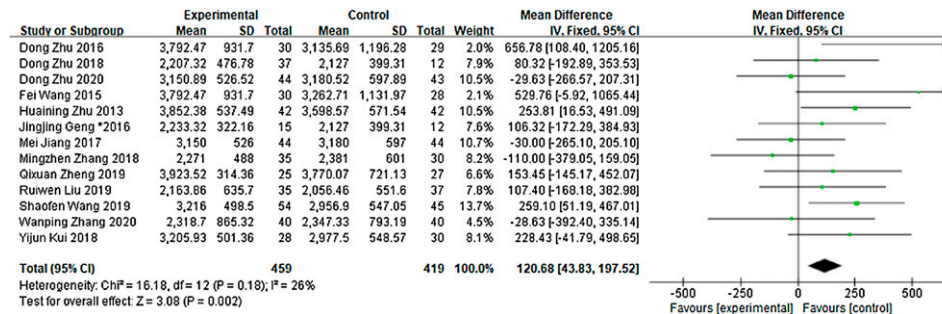 Experimental Control Mean Difference Mean Difference
Study or Subgroup Mean SD Total Mean SD Total Weight IV, Fixed, 95% CI IV, Fixed, 95% CI
Dong Zhu 2016 3,792.47 931.7 30 3,135.69 1,196.28 29 2.0% 656.78 [108.40, 1205.16]
Dong Zhu 2018 2,207.32 476.78 37 2,127 399.31 12 7.9% 80.32 [-192.89, 353.53]
Dong Zhu 2020 3,150.89 526.52 44 3,180.52 597.89 43 10.5% -29.63 [-266.57, 207.31]
Fei Wang 2015 3,792.47 931.7 30 3,262.71 1,131.97 28 2.1% 529.76 [-5.92, 1065.44]
Huaining Zhu 2013 3,852.38 537.49 42 3,598.57 571.54 42 10.5% 253.81 [16.53, 491.09]
Jingjing Geng *2016 2,233.32 322.16 15 2,127 399.31 12 7.6% 106.32 [-172.29, 384.93]
Mei Jiang 2017 3,150 526 44 3,180 597 44 10.7% -30.00 [-265.10, 205.10]
Mingzhen Zhang 2018 2,271 488 35 2,381 601 30 8.2% -110.00 [-379.05, 159.05]
Qixuan Zheng 2019 3,923.52 314.36 25 3,770.07 721.13 27 6.6% 153.45 [-145.17, 452.07]
Ruiwen Liu 2019 2,163.86 635.7 35 2,056.46 551.6 37 7.8% 107.40 [-168.18, 382.98]
Shaofen Wang 2019 3,216 498.5 54 2,956.9 547.05 45 13.7% 259.10 [51.19, 467.01]
Wanping Zhang 2020 2,318.7 865.32 40 2,347.33 793.19 40 4.5% -28.63 [-392.40, 335.14]
Yijun Kui 2018 3,205.93 501.36 28 2,977.5 548.57 30 8.1% 228.43 [-41.79, 498.65]
Total (95% CI) 459 419 100.0% 120.68 [43.83, 197.52]
Heterogeneity: Chi² = 16.18, df = 12 (P = 0.18); I² = 26%
Test for overall effect: Z = 3.08 (P = 0.002)
-500 -250 0 250 500
Favours [experimental] Favours [control]